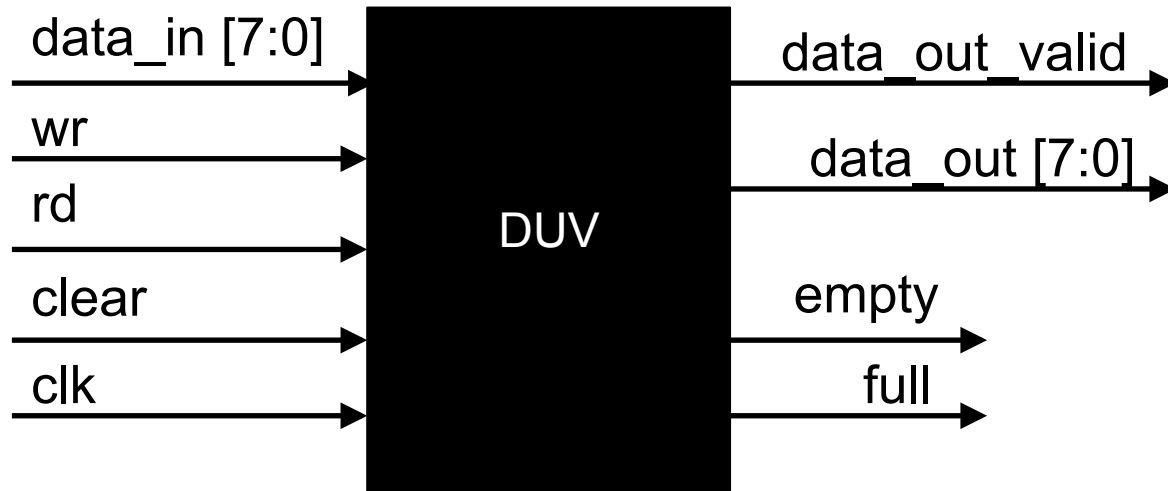 data_in [7:0]
wr
rd
clear
clk
DUV
data_out_valid
data_out [7:0]
empty
full